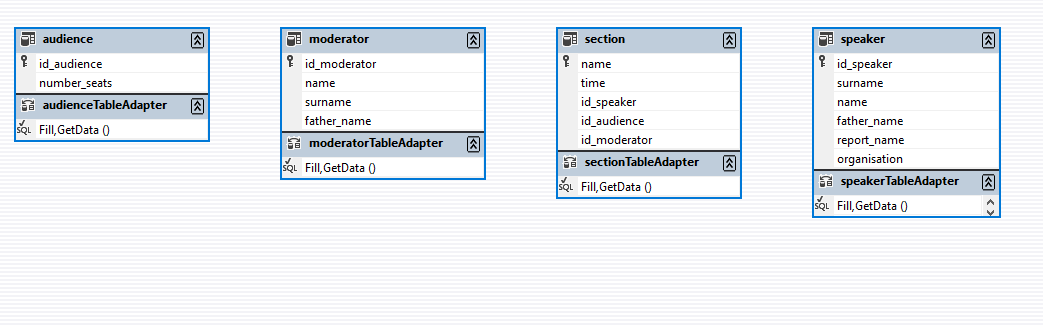 audience
id_audience
number_seats
audienceTableAdapter
SQL Fill,GetData ()
moderator
id_moderator
name
surname
father_name
moderatorTableAdapter
SQL Fill,GetData ()
section
name
time
id_speaker
id_audience
id_moderator
sectionTableAdapter
SQL Fill,GetData ()
speaker
id_speaker
surname
name
father_name
report_name
organisation
speakerTableAdapter
SQL Fill,GetData ()